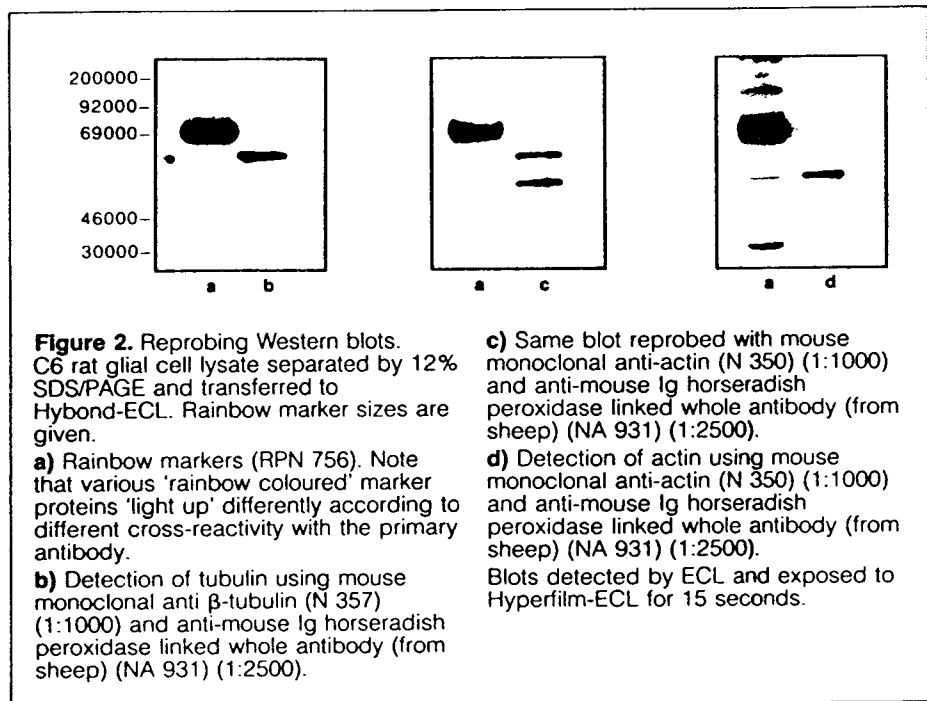 200000-
92000-
69000-
46000-
30000-
a b
a c
a d
Figure 2. Reprobing Western blots.
C6 rat glial cell lysate separated by 12%
SDS/PAGE and transferred to
Hybond-ECL. Rainbow marker sizes are
given.
a) Rainbow markers (RPN 756). Note
that various 'rainbow coloured' marker
proteins 'light up' differently according to
different cross-reactivity with the primary
antibody.
b) Detection of tubulin using mouse
monoclonal anti β-tubulin (N 357)
(1:1000) and anti-mouse Ig horseradish
peroxidase linked whole antibody (from
sheep) (NA 931) (1:2500).
c) Same blot reprobed with mouse
monoclonal anti-actin (N 350) (1:1000)
and anti-mouse Ig horseradish
peroxidase linked whole antibody (from
sheep) (NA 931) (1:2500).
d) Detection of actin using mouse
monoclonal anti-actin (N 350) (1:1000)
and anti-mouse Ig horseradish
peroxidase linked whole antibody (from
sheep) (NA 931) (1:2500).
Blots detected by ECL and exposed to
Hyperfilm-ECL for 15 seconds.